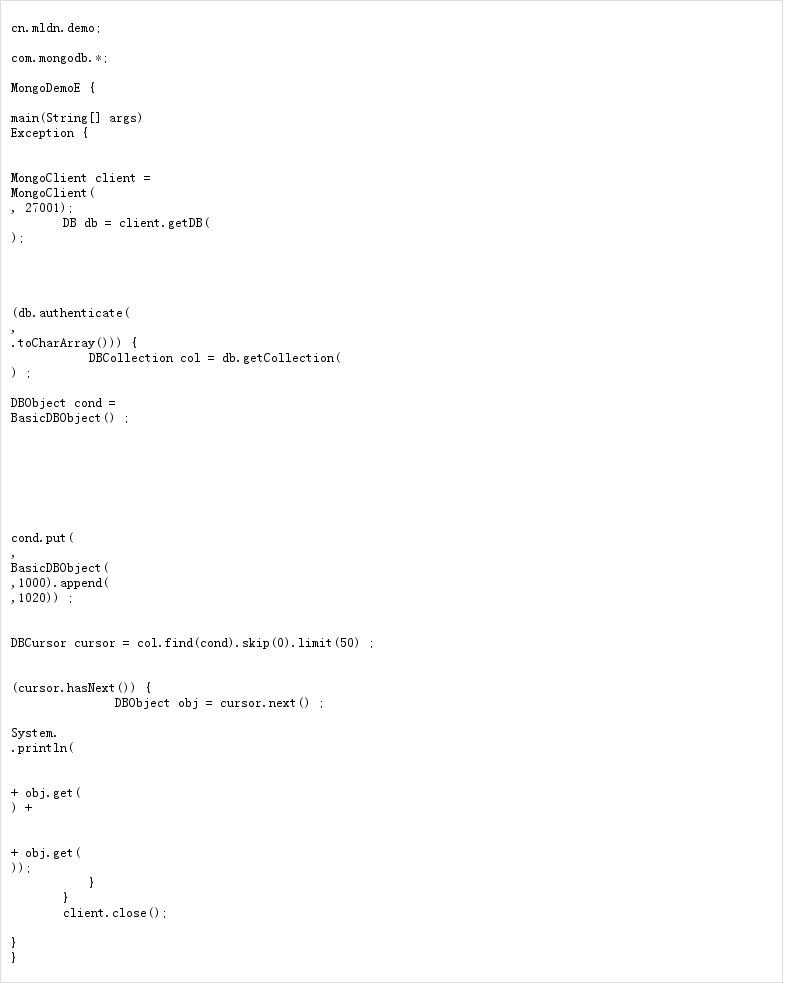 cn.mldn.demo;
com.mongodb.*;
MongoDemoE {
main(String[] args)
Exception {
MongoClient client =
MongoClient(
, 27001);
DB db = client.getDB(
);
(db.authenticate(
,
.toCharArray())) {
DBCollection col = db.getCollection(
) ;
DBObject cond =
BasicDBObject() ;
cond.put(
,
BasicDBObject(
,1000).append(
,1020)) ;
DBCursor cursor = col.find(cond).skip(0).limit(50) ;
(cursor.hasNext()) {
DBObject obj = cursor.next() ;
System.
.println(
+ obj.get(
) +
+ obj.get(
));
}
}
client.close();
}
}